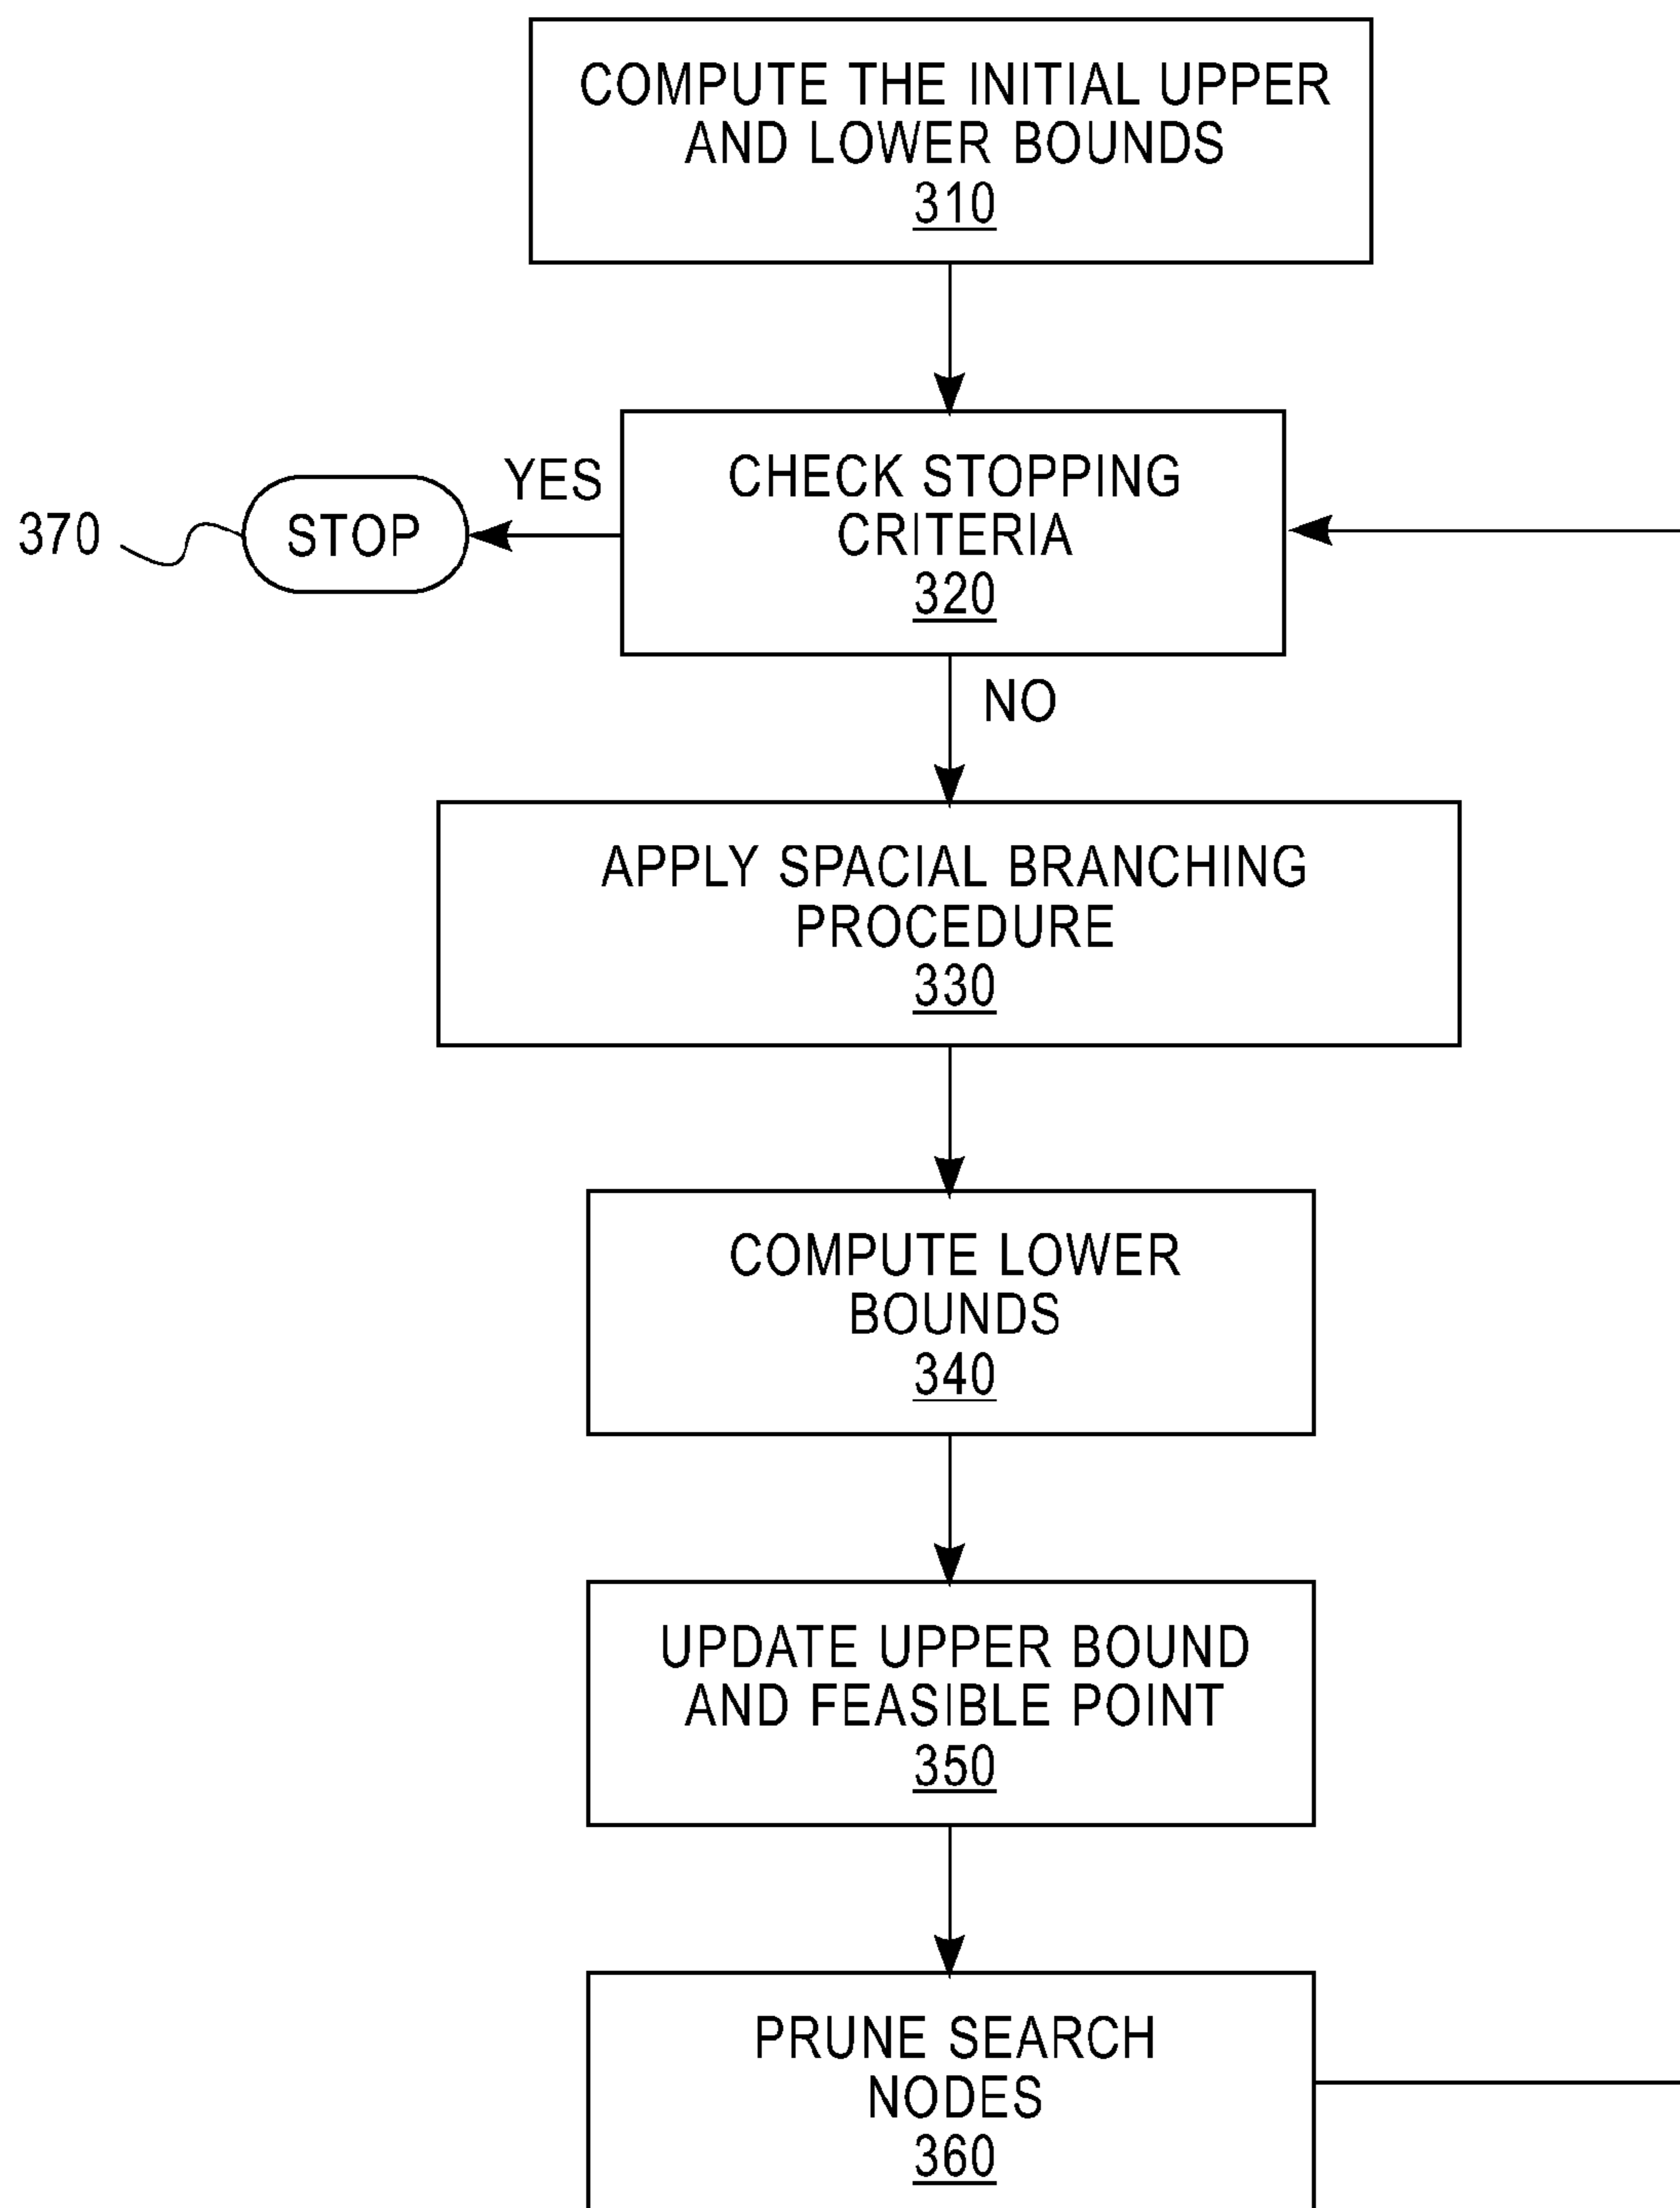 COMPUTE THE INITIAL UPPER
AND LOWER BOUNDS
310
YES
CHECK STOPPING
CRITERIA
320
370
STOP
NO
APPLY SPACIAL BRANCHING
PROCEDURE
330
COMPUTE LOWER
BOUNDS
340
UPDATE UPPER BOUND
AND FEASIBLE POINT
350
PRUNE SEARCH
NODES
360